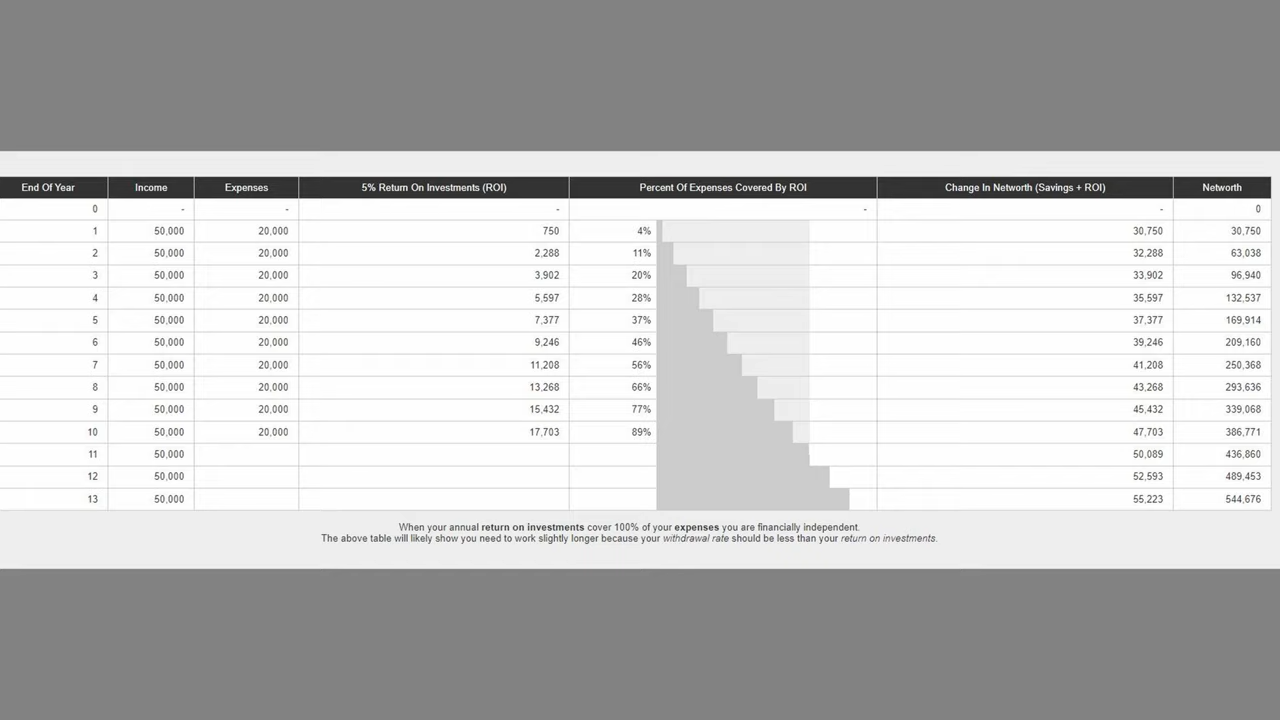 End Of Year Income Expenses 5% Return On Investments (ROI) Percent Of Expenses Covered By ROI Change In Networth (Savings + ROI) Networth
0 - - - - - 0
1 50,000 20,000 750 4% 30,750 30,750
2 50,000 20,000 2,288 11% 32,288 63,038
3 50,000 20,000 3,902 20% 33,902 96,940
4 50,000 20,000 5,597 28% 35,597 132,537
5 50,000 20,000 7,377 37% 37,377 169,914
6 50,000 20,000 9,246 46% 39,246 209,160
7 50,000 20,000 11,208 56% 41,208 250,368
8 50,000 20,000 13,268 66% 43,268 293,636
9 50,000 20,000 15,432 77% 45,432 339,068
10 50,000 20,000 17,703 89% 47,703 386,771
11 50,000 50,089 436,860
12 50,000 52,593 489,453
13 50,000 55,223 544,676
When your annual return on investments cover 100% of your expenses you are financially independent.
The above table will likely show you need to work slightly longer because your withdrawal rate should be less than your return on investments.